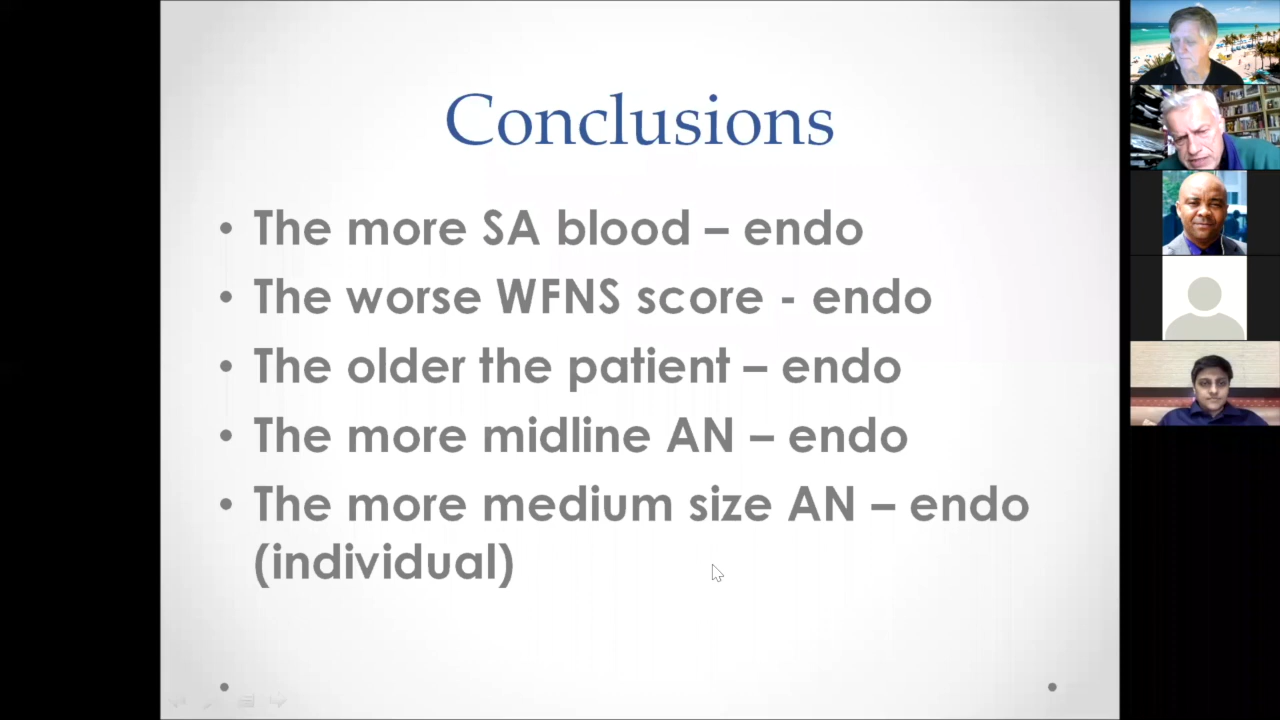 Conclusions
• The more SA blood – endo
• The worse WFNS score - endo
• The older the patient – endo
• The more midline AN – endo
• The more medium size AN – endo
(individual)